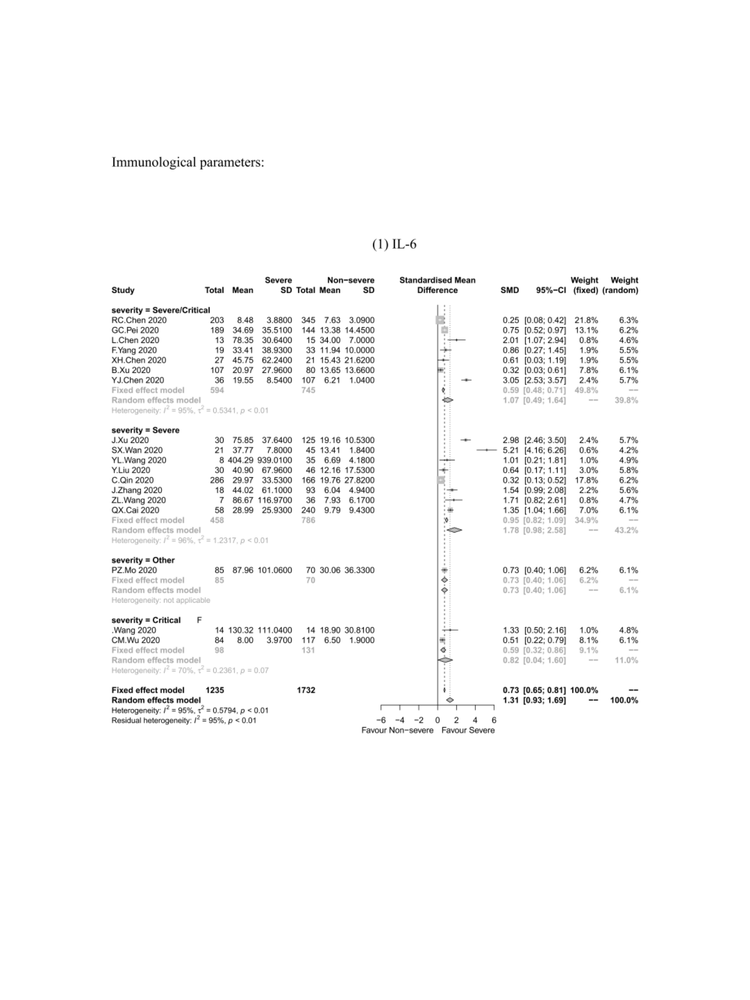 Immunological parameters:
(1) IL-6
Severe Non−severe Standardised Mean Weight Weight
Study Total Mean SD Total Mean SD Difference SMD 95%−CI (fixed) (random)
severity = Severe/Critical
RC.Chen 2020 203 8.48 3.8800 345 7.63 3.0900 0.25 [0.08; 0.42] 21.8% 6.3%
GC.Pei 2020 189 34.69 35.5100 144 13.38 14.4500 0.75 [0.52; 0.97] 13.1% 6.2%
L.Chen 2020 13 78.35 30.6400 15 34.00 7.0000 2.01 [1.07; 2.94] 0.8% 4.6%
F.Yang 2020 19 33.41 38.9300 33 11.94 10.0000 0.86 [0.27; 1.45] 1.9% 5.5%
XH.Chen 2020 27 45.75 62.2400 21 15.43 21.6200 0.61 [0.03; 1.19] 1.9% 5.5%
B.Xu 2020 107 20.97 27.9600 80 13.65 13.6600 0.32 [0.03; 0.61] 7.8% 6.1%
YJ.Chen 2020 36 19.55 8.5400 107 6.21 1.0400 3.05 [2.53; 3.57] 2.4% 5.7%
Fixed effect model 594 745 0.59 [0.48; 0.71] 49.8% −−
Random effects model 1.07 [0.49; 1.64] −− 39.8%
Heterogeneity: I² = 95%, τ² = 0.5341, p < 0.01
severity = Severe
J.Xu 2020 30 75.85 37.6400 125 19.16 10.5300 2.98 [2.46; 3.50] 2.4% 5.7%
SX.Wan 2020 21 37.77 7.8000 45 13.41 1.8400 5.21 [4.16; 6.26] 0.6% 4.2%
YL.Wang 2020 8 404.29 939.0100 35 6.69 4.1800 1.01 [0.21; 1.81] 1.0% 4.9%
Y.Liu 2020 30 40.90 67.9600 46 12.16 17.5300 0.64 [0.17; 1.11] 3.0% 5.8%
C.Qin 2020 286 29.97 33.5300 166 19.76 27.8200 0.32 [0.13; 0.52] 17.8% 6.2%
J.Zhang 2020 18 44.02 61.1000 93 6.04 4.9400 1.54 [0.99; 2.08] 2.2% 5.6%
ZL.Wang 2020 7 86.67 116.9700 36 7.93 6.1700 1.71 [0.82; 2.61] 0.8% 4.7%
QX.Cai 2020 58 28.99 25.9300 240 9.79 9.4300 1.35 [1.04; 1.66] 7.0% 6.1%
Fixed effect model 458 786 0.95 [0.82; 1.09] 34.9% −−
Random effects model 1.78 [0.98; 2.58] −− 43.2%
Heterogeneity: I² = 96%, τ² = 1.2317, p < 0.01
severity = Other
PZ.Mo 2020 85 87.96 101.0600 70 30.06 36.3300 0.73 [0.40; 1.06] 6.2% 6.1%
Fixed effect model 85 70 0.73 [0.40; 1.06] 6.2% −−
Random effects model 0.73 [0.40; 1.06] −− 6.1%
Heterogeneity: not applicable
severity = Critical F
.Wang 2020 14 130.32 111.0400 14 18.90 30.8100 1.33 [0.50; 2.16] 1.0% 4.8%
CM.Wu 2020 84 8.00 3.9700 117 6.50 1.9000 0.51 [0.22; 0.79] 8.1% 6.1%
Fixed effect model 98 131 0.59 [0.32; 0.86] 9.1% −−
Random effects model 0.82 [0.04; 1.60] −− 11.0%
Heterogeneity: I² = 70%, τ² = 0.2361, p = 0.07
Fixed effect model 1235 1732 0.73 [0.65; 0.81] 100.0% −−
Random effects model 1.31 [0.93; 1.69] −− 100.0%
Heterogeneity: I² = 95%, τ² = 0.5794, p < 0.01
Residual heterogeneity: I² = 95%, p < 0.01
−6 −4 −2 0 2 4 6
Favour Non−severe Favour Severe